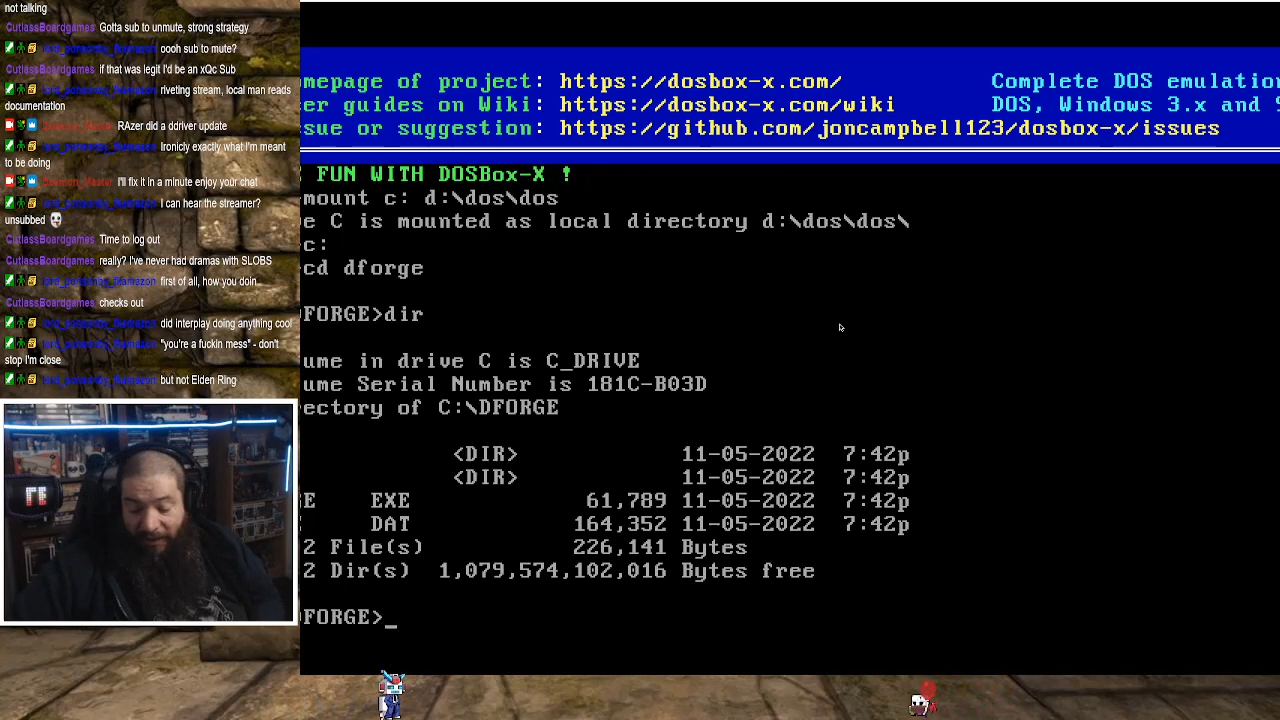 not talking
CutlassBoardgames Gotta sub to unmute, strong strategy
lord_ponsonby_filamazon oooh sub to mute?
CutlassBoardgames if that was legit I'd be an xQc Sub
riveting stream, local man reads
documentation
RAzer did a ddriver update
Ironicly exactly what I'm meant
to be doing
I'll fix it in a minute enjoy your chat
I can hear the streamer?
unsubbed
CutlassBoardgames Time to log out
CutlassBoardgames really? I've never had dramas with SLOBS
first of all, how you doin
CutlassBoardgames checks out
did interplay doing anything cool
"you're a fuckin mess" - don't
stop I'm close
but not Elden Ring
mepage of project: https://dosbox-x.com/ Complete DOS emulation
er guides on Wiki: https://dosbox-x.com/wiki DOS, Windows 3.x and 9
sue or suggestion: https://github.com/joncampbell123/dosbox-x/issues
FUN WITH DOSBox-X !
mount c: d:\dos\dos
e C is mounted as local directory d:\dos\dos\
c:
cd dforge
FORGE>dir
ume in drive C is C_DRIVE
ume Serial Number is 181C-B03D
ectory of C:\DFORGE
<DIR> 11-05-2022 7:42p
<DIR> 11-05-2022 7:42p
E EXE 61,789 11-05-2022 7:42p
DAT 164,352 11-05-2022 7:42p
2 File(s) 226,141 Bytes
2 Dir(s) 1,079,574,102,016 Bytes free
FORGE>_